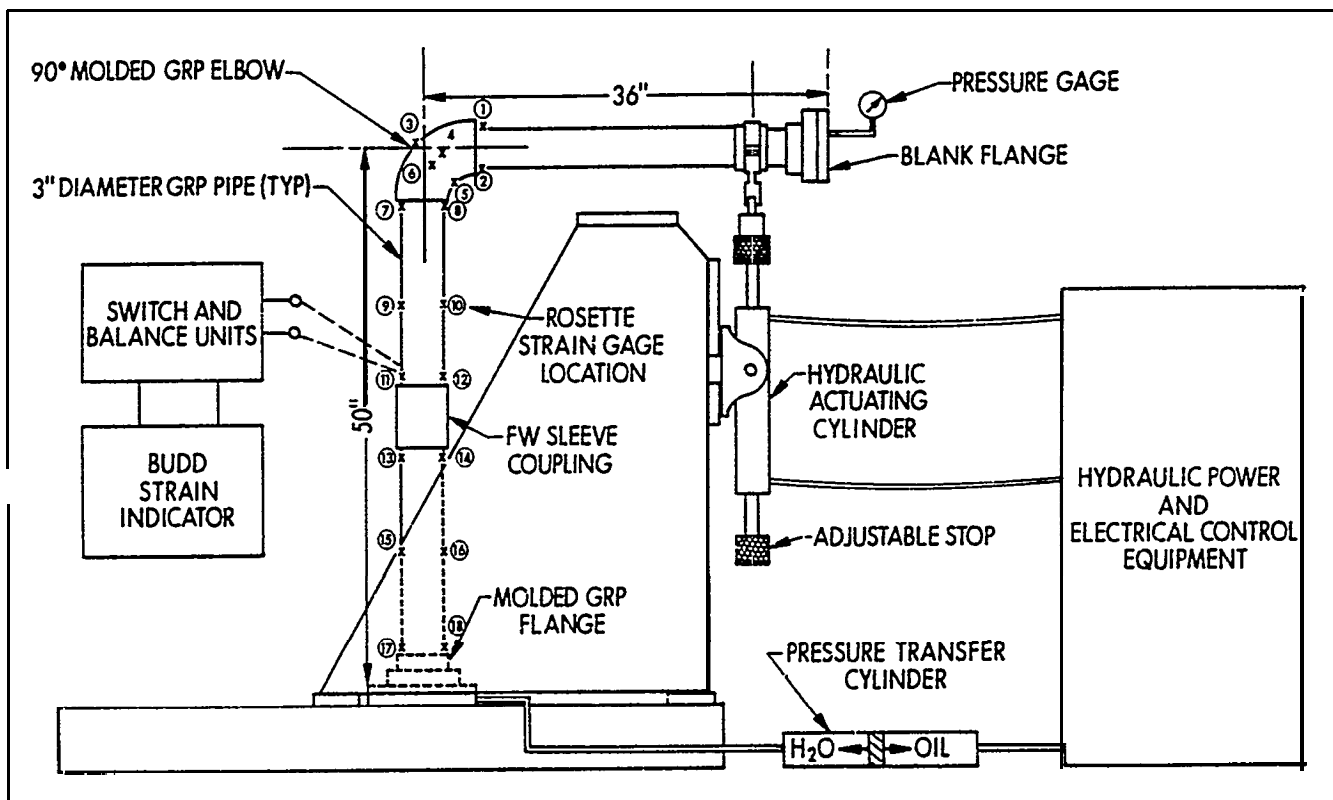 90° MOLDED GRP ELBOW
36"
PRESSURE GAGE
BLANK FLANGE
3" DIAMETER GRP PIPE (TYP)
1
3
4
6
2
5
7
8
SWITCH AND
BALANCE UNITS
9
10
ROSETTE
STRAIN GAGE
LOCATION
11
12
50"
HYDRAULIC
ACTUATING
CYLINDER
FW SLEEVE
COUPLING
BUDD
STRAIN
INDICATOR
13
14
HYDRAULIC POWER
AND
ELECTRICAL CONTROL
EQUIPMENT
ADJUSTABLE STOP
15
16
MOLDED GRP
FLANGE
17
18
PRESSURE TRANSFER
CYLINDER
H₂O
OIL